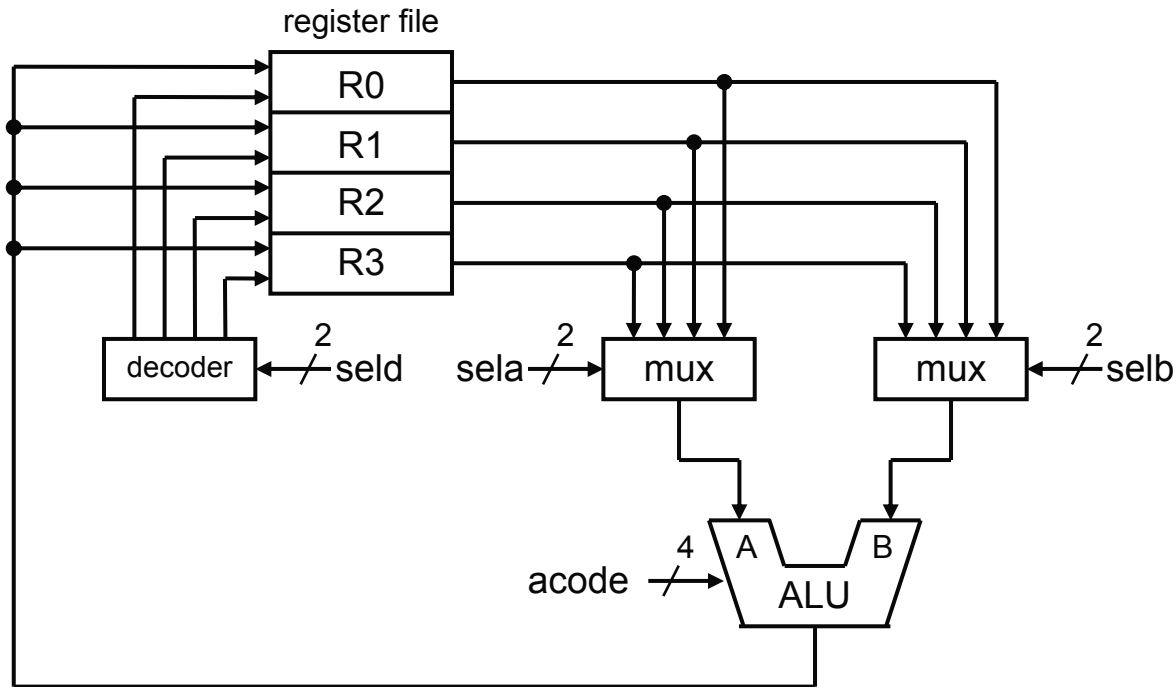 register file
R0
R1
R2
R3
2
2
2
decoder
seld
sela
mux
mux
selb
A
B
4
acode
ALU